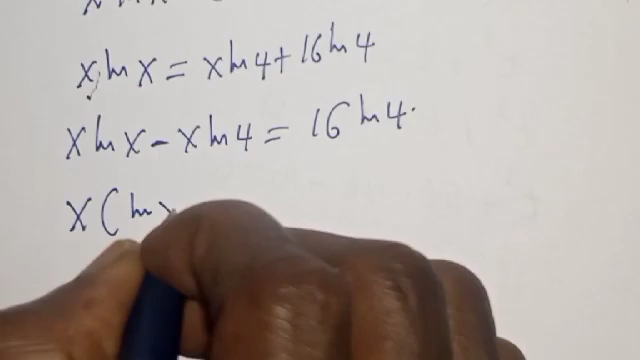 x ln x = x ln 4 + 16 ln 4
x ln x - x ln 4 = 16 ln 4.
x ( ln x